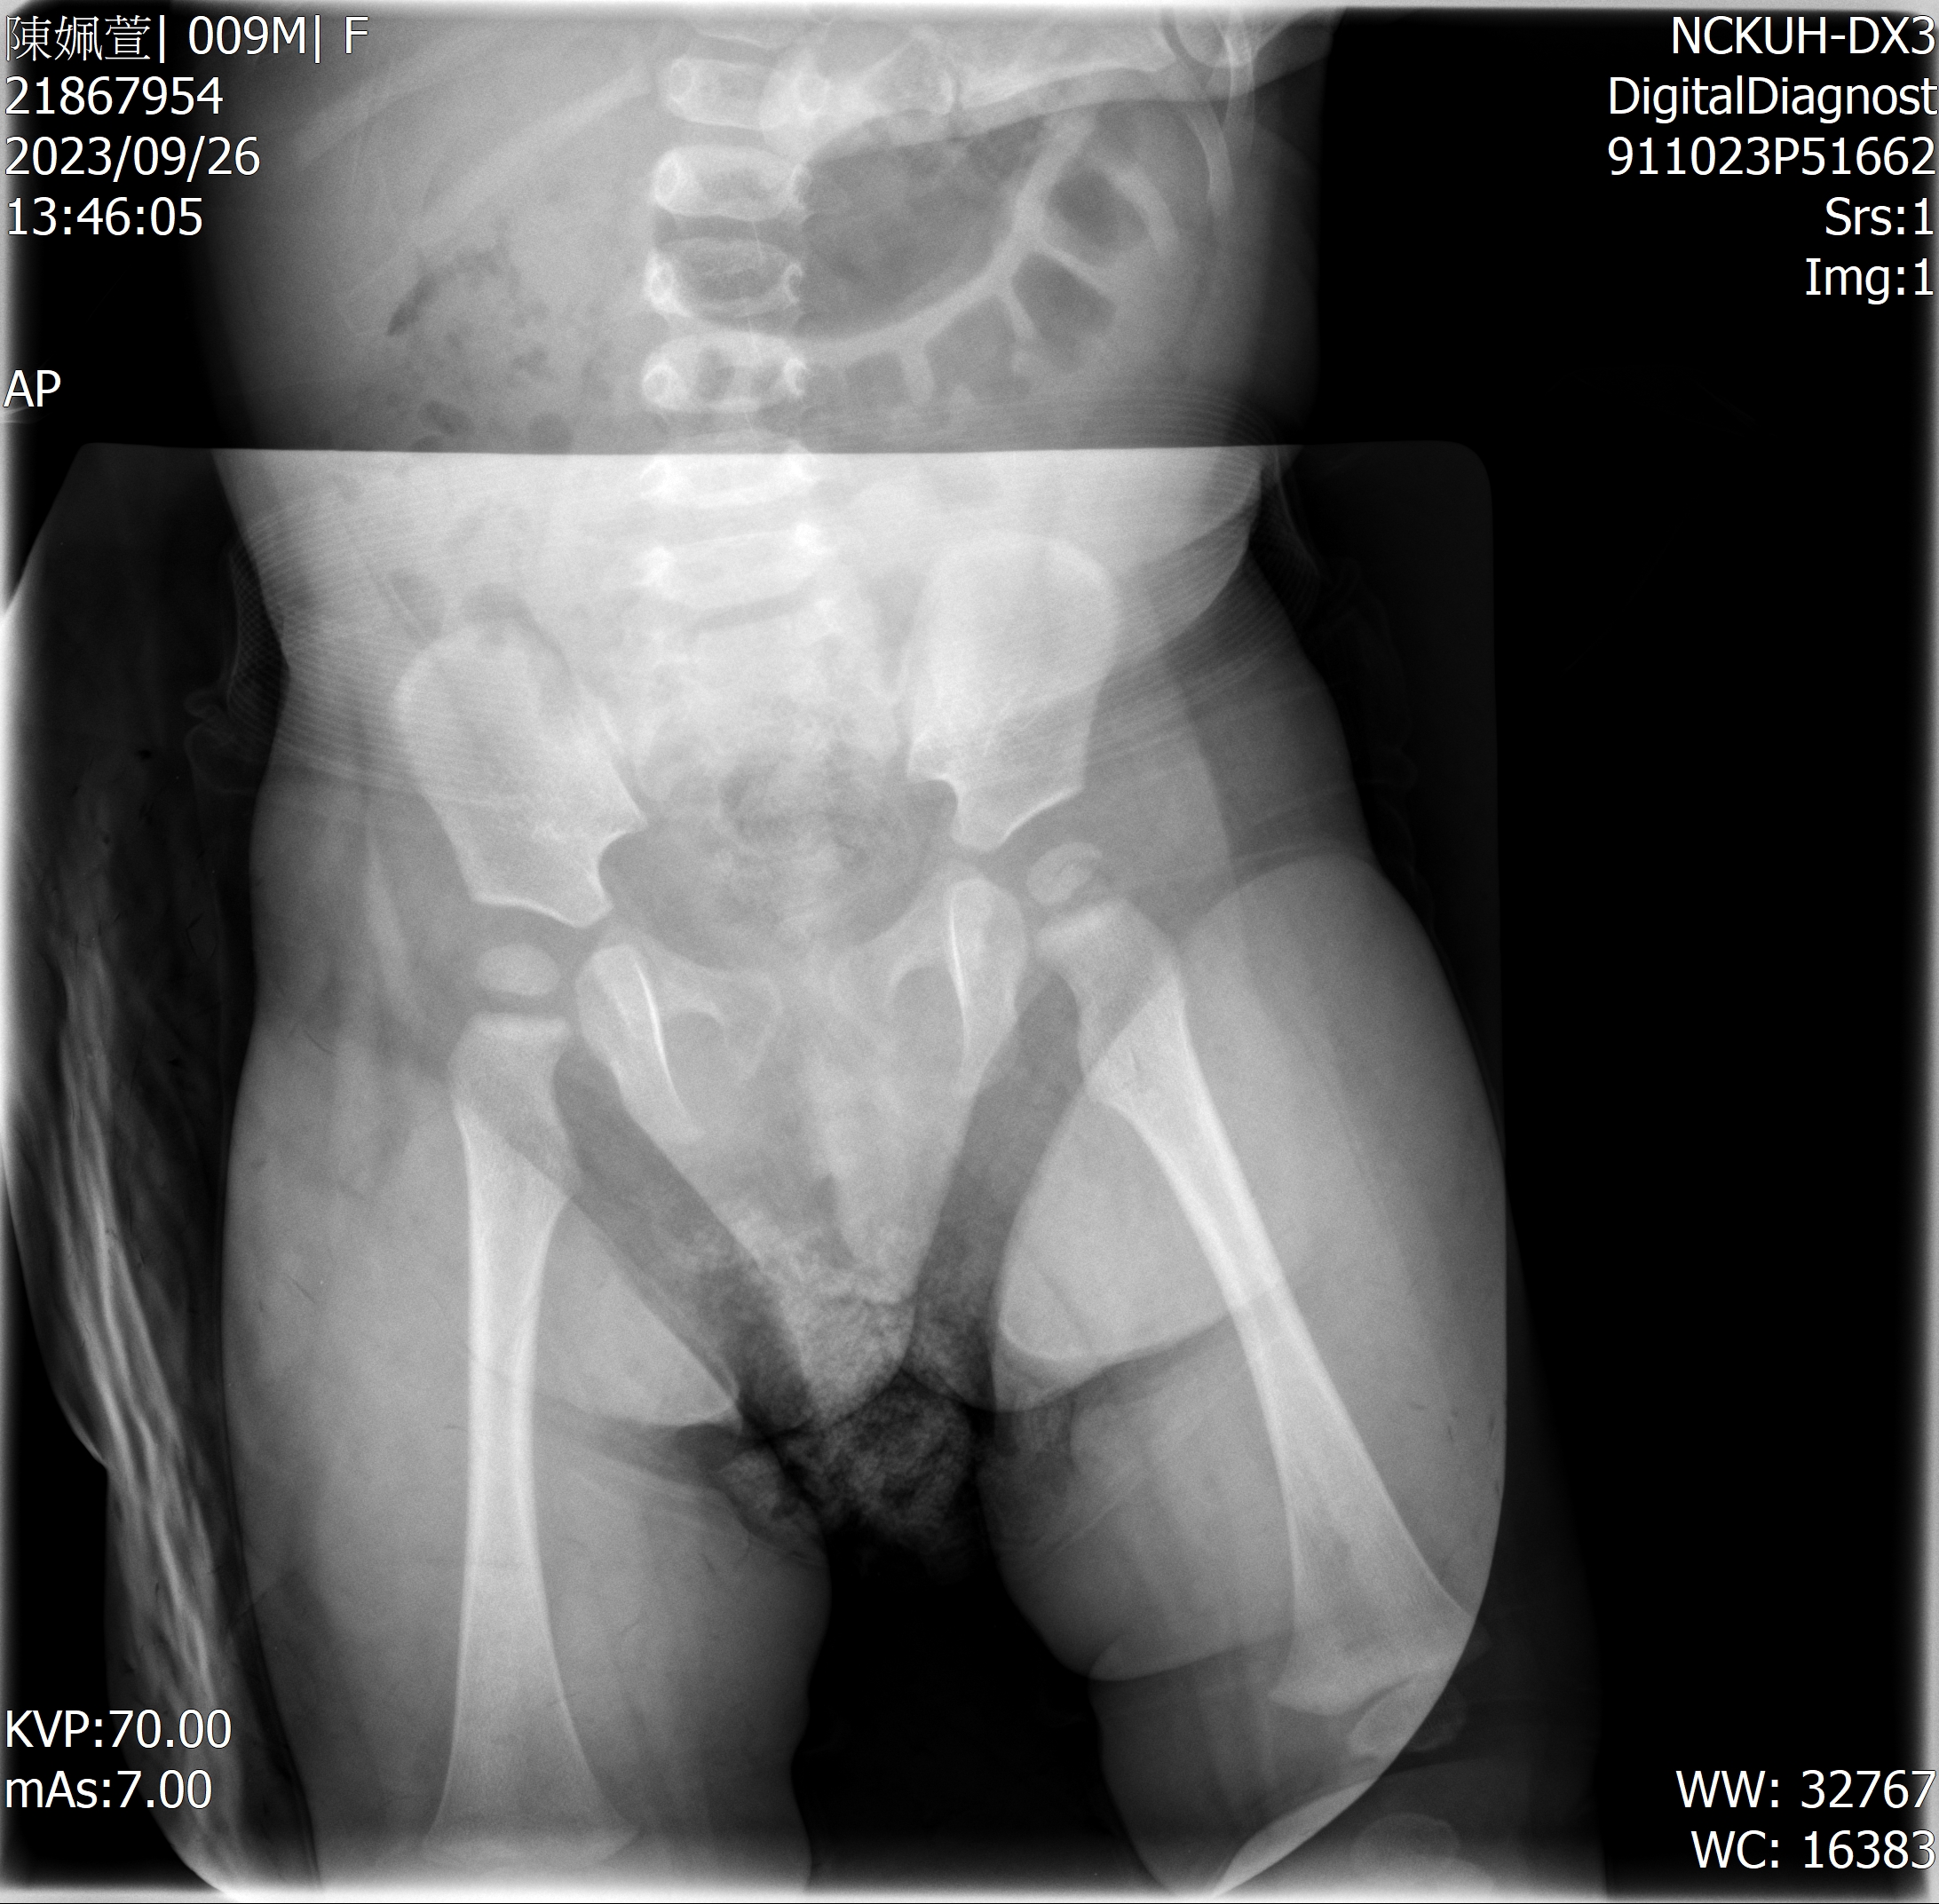 陳姵萱| 009M| F
21867954
2023/09/26
13:46:05
AP
NCKUH-DX3
DigitalDiagnost
911023P51662
Srs:1
Img:1
KVP:70.00
mAs:7.00
WW: 32767
WC: 16383